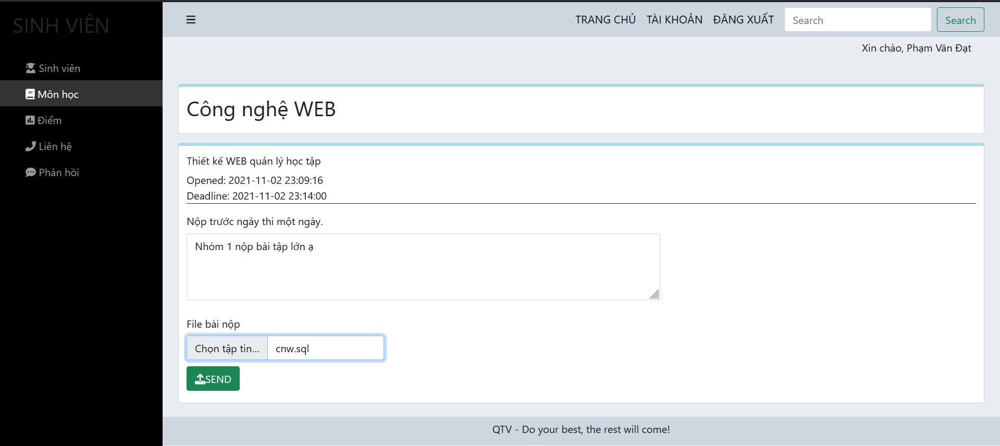 SINH VIÊN
Sinh viên
Môn học
Điểm
Liên hệ
Phản hồi
TRANG CHỦ TÀI KHOẢN ĐĂNG XUẤT Search Search
Xin chào, Phạm Văn Đạt
Công nghệ WEB
Thiết kế WEB quản lý học tập
Opened: 2021-11-02 23:09:16
Deadline: 2021-11-02 23:14:00
Nộp trước ngày thi một ngày.
Nhóm 1 nộp bài tập lớn ạ
File bài nộp
Chọn tập tin... cnw.sql
SEND
QTV - Do your best, the rest will come!